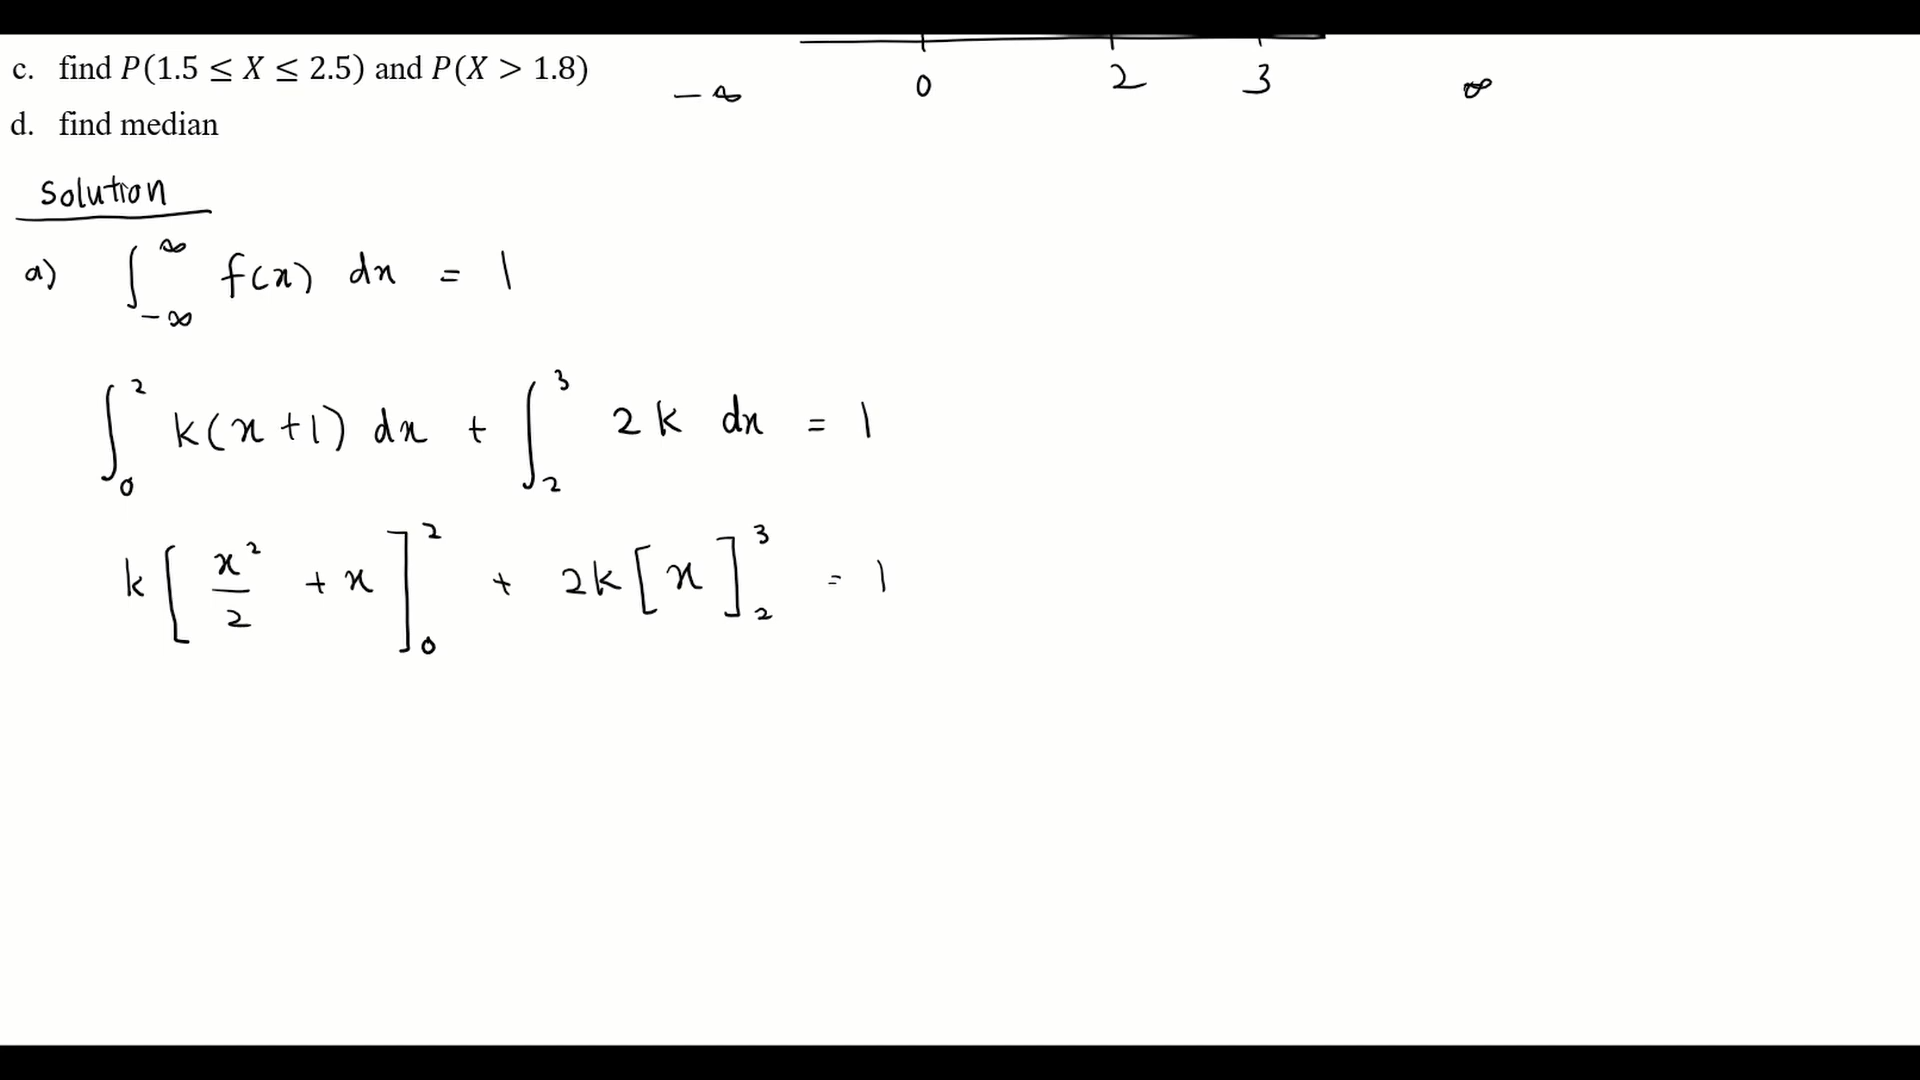 c. find P(1.5 ≤ X ≤ 2.5) and P(X > 1.8)
-∞ 0 2 3 ∞
d. find median
Solution
a) ∫_{-∞}^{∞} f(x) dx = 1
∫_0^2 k(x+1) dx + ∫_2^3 2k dx = 1
k[x^2/2 + x]_0^2 + 2k[x]_2^3 = 1